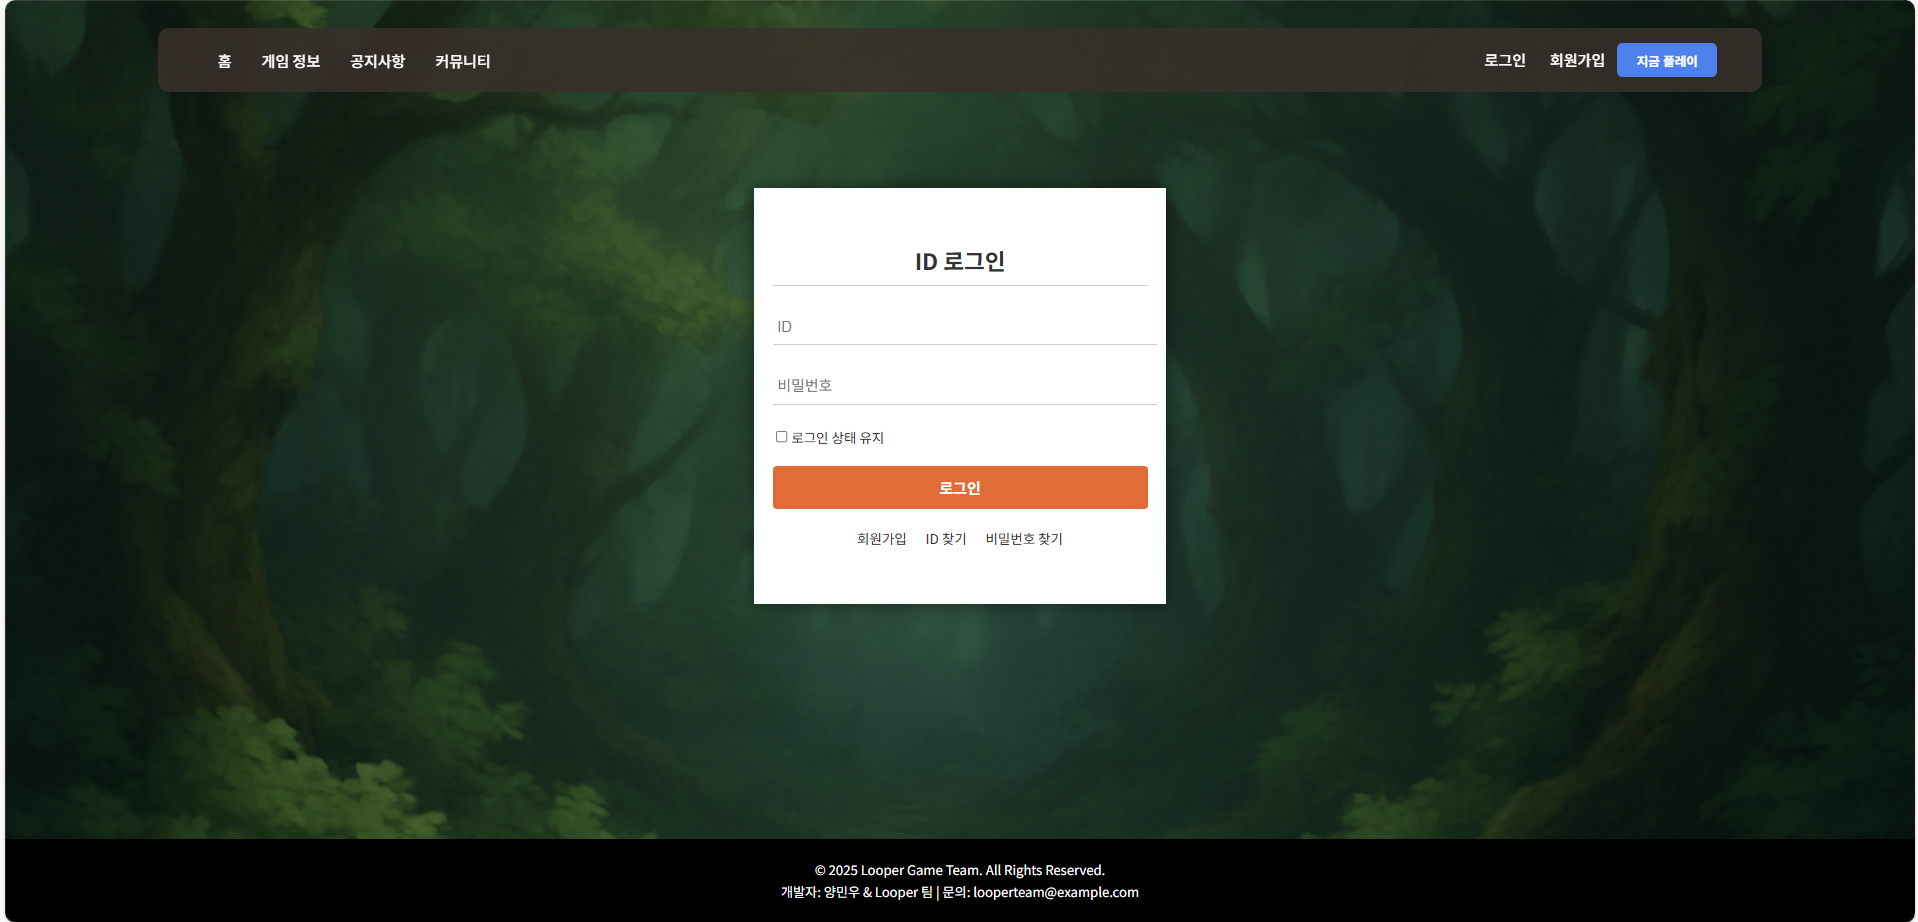 홈 게임 정보 공지사항 커뮤니티 로그인 회원가입 지금 플레이
ID 로그인
ID
비밀번호
로그인 상태 유지
로그인
회원가입 ID 찾기 비밀번호 찾기
© 2025 Looper Game Team. All Rights Reserved.
개발자: 양민우 & Looper 팀 | 문의: looperteam@example.com